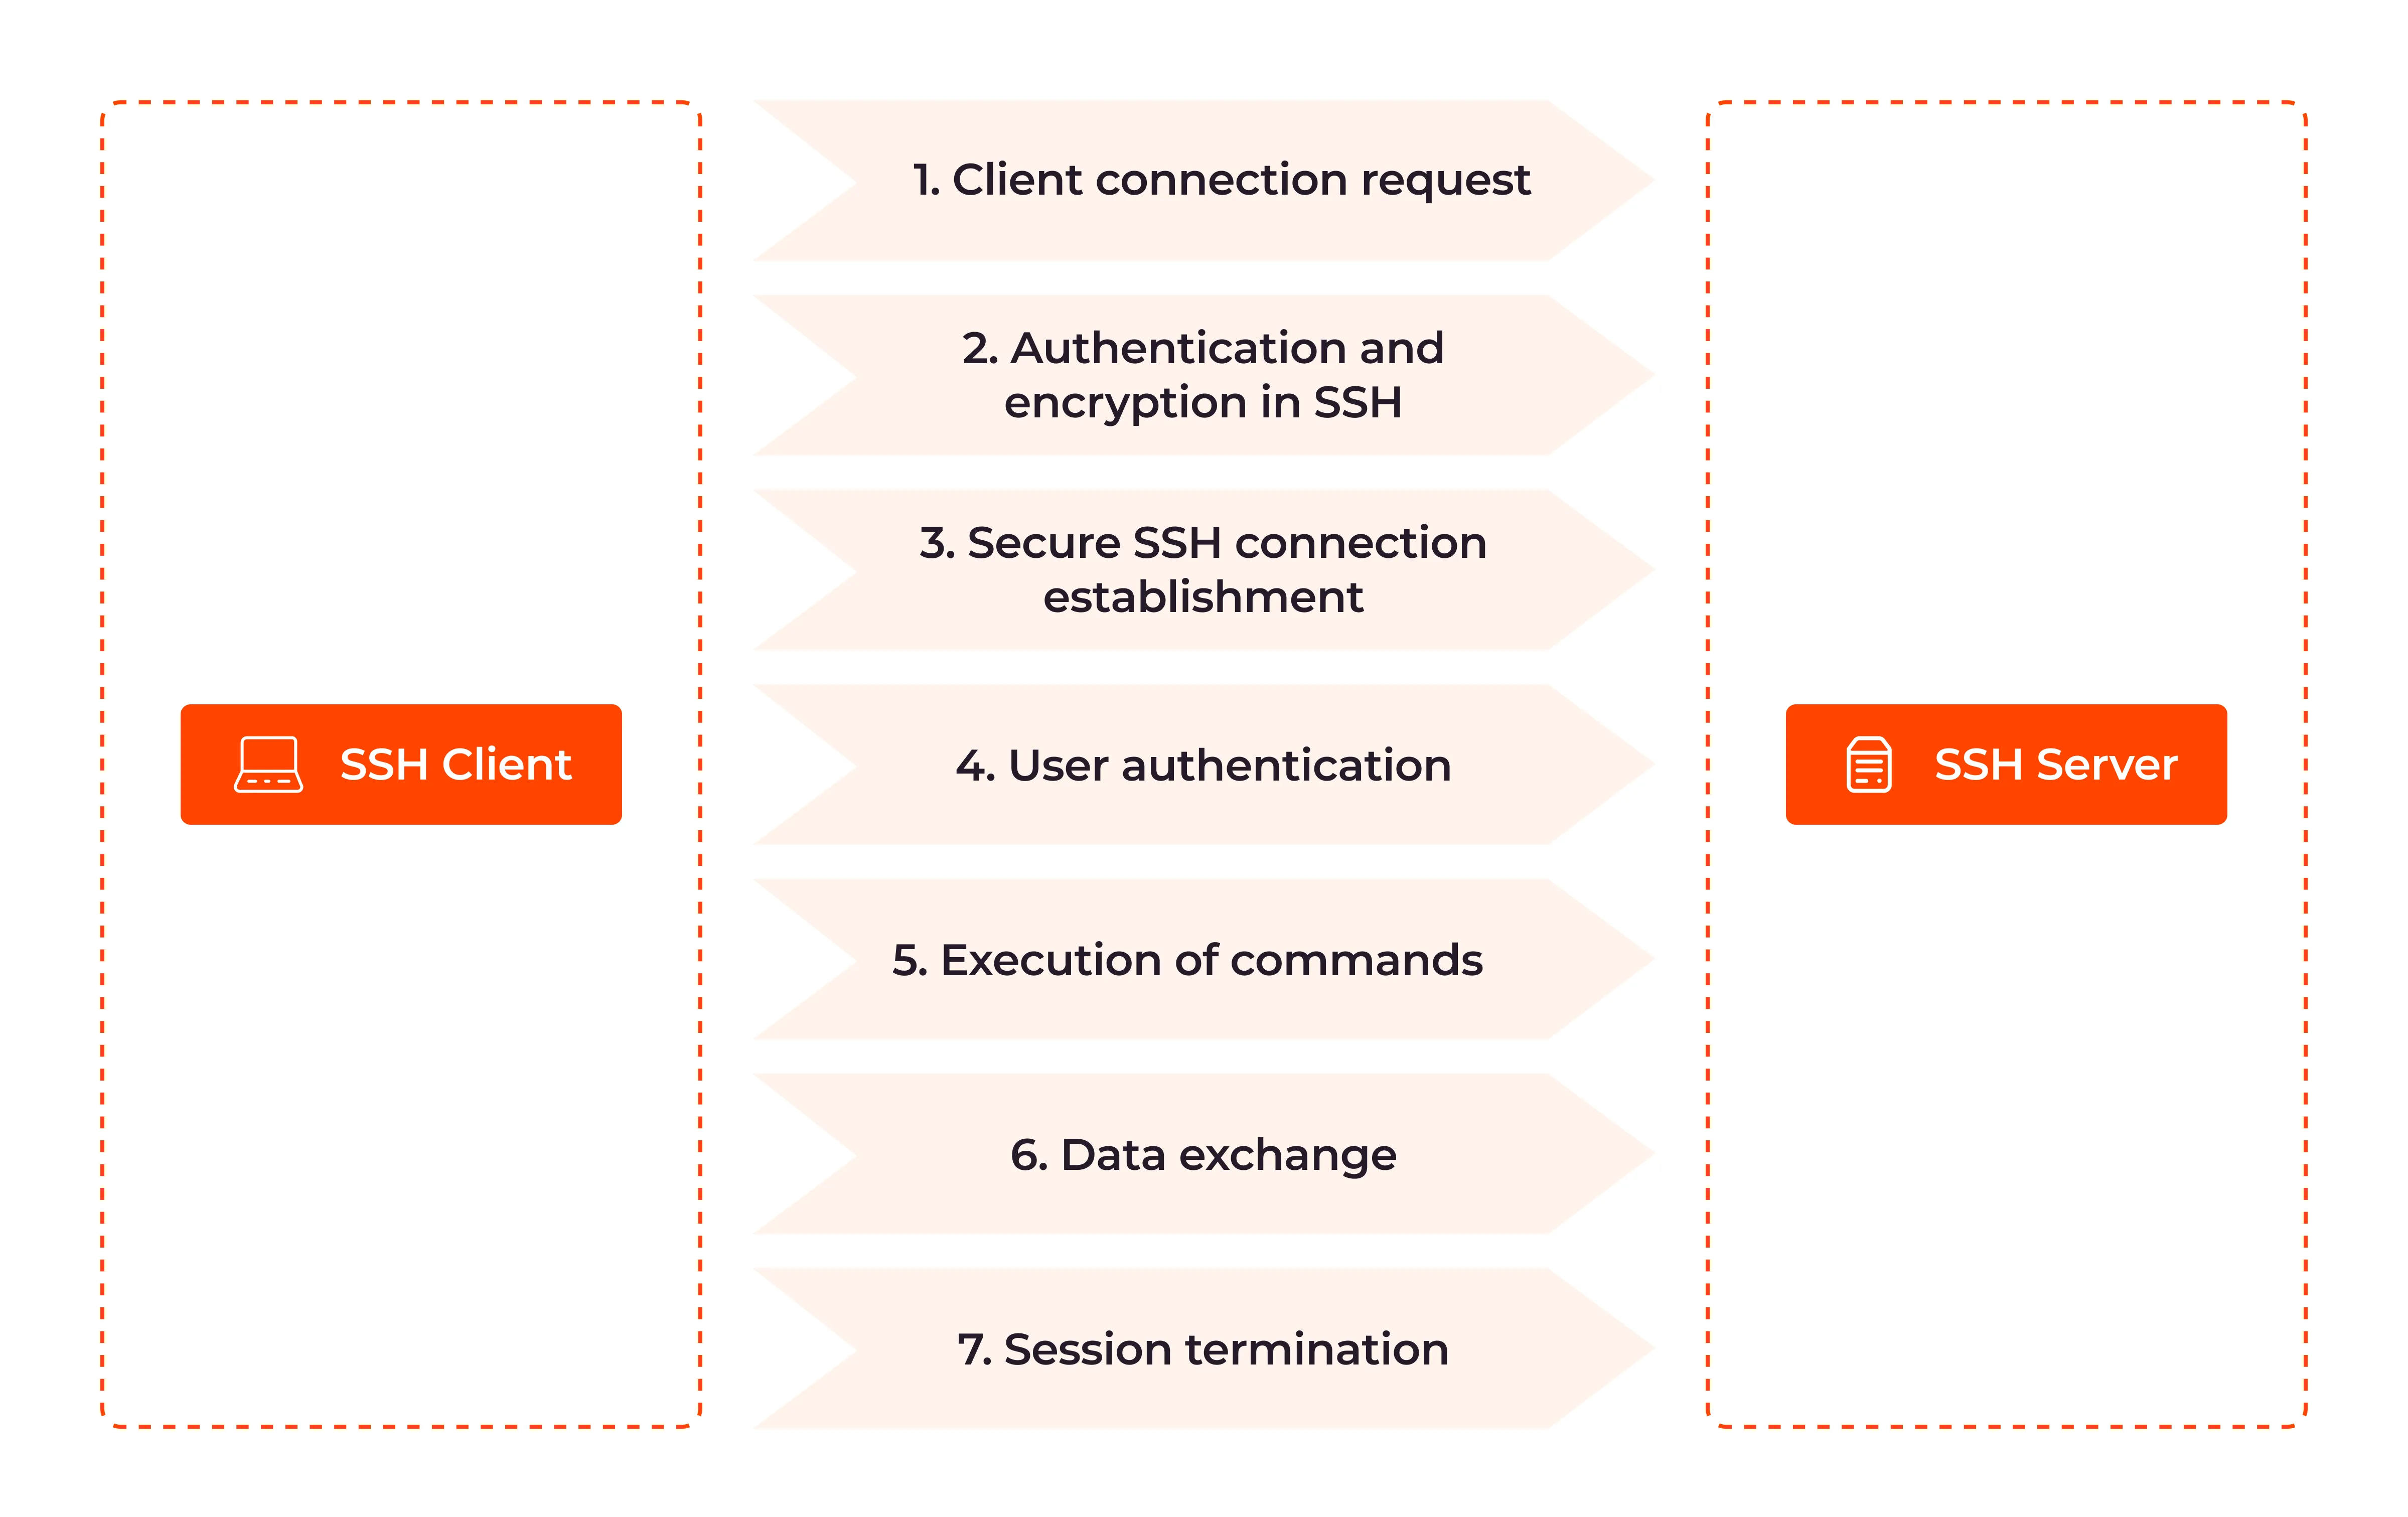 1. Client connection request
2. Authentication and
encryption in SSH
3. Secure SSH connection
establishment
SSH Client
4. User authentication
SSH Server
5. Execution of commands
6. Data exchange
7. Session termination